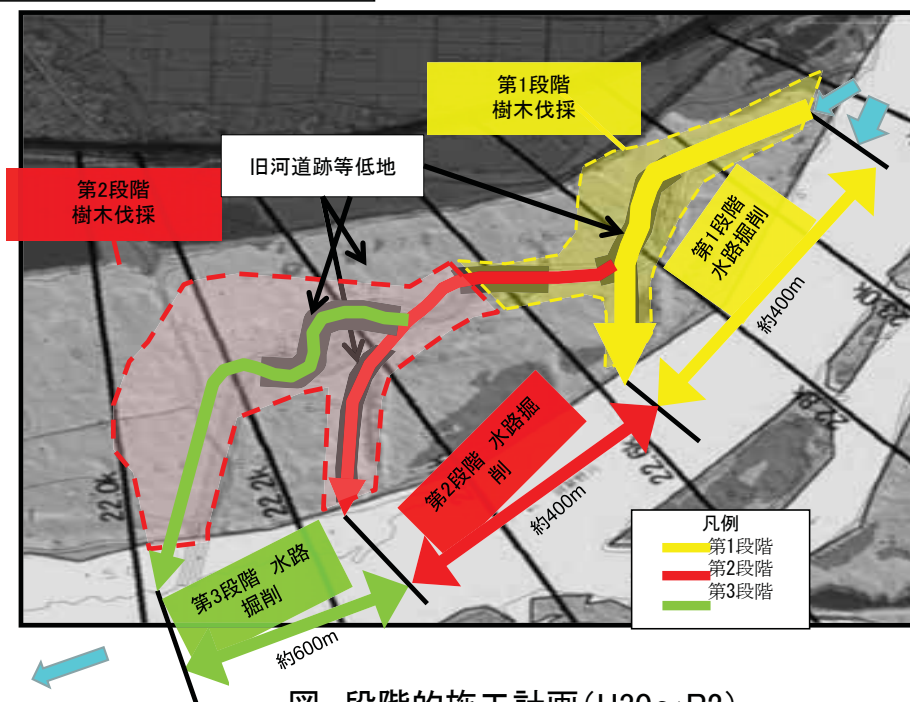 第1段階
樹木伐採
旧河道跡等低地
第2段階
樹木伐採
第1段階
水路掘削
約400m
23.0k
22.8k
22.6k
22.2k
22.0k
第2段階 水路掘
削
約400m
第3段階 水路
掘削
約600m
凡例
第1段階
第2段階
第3段階